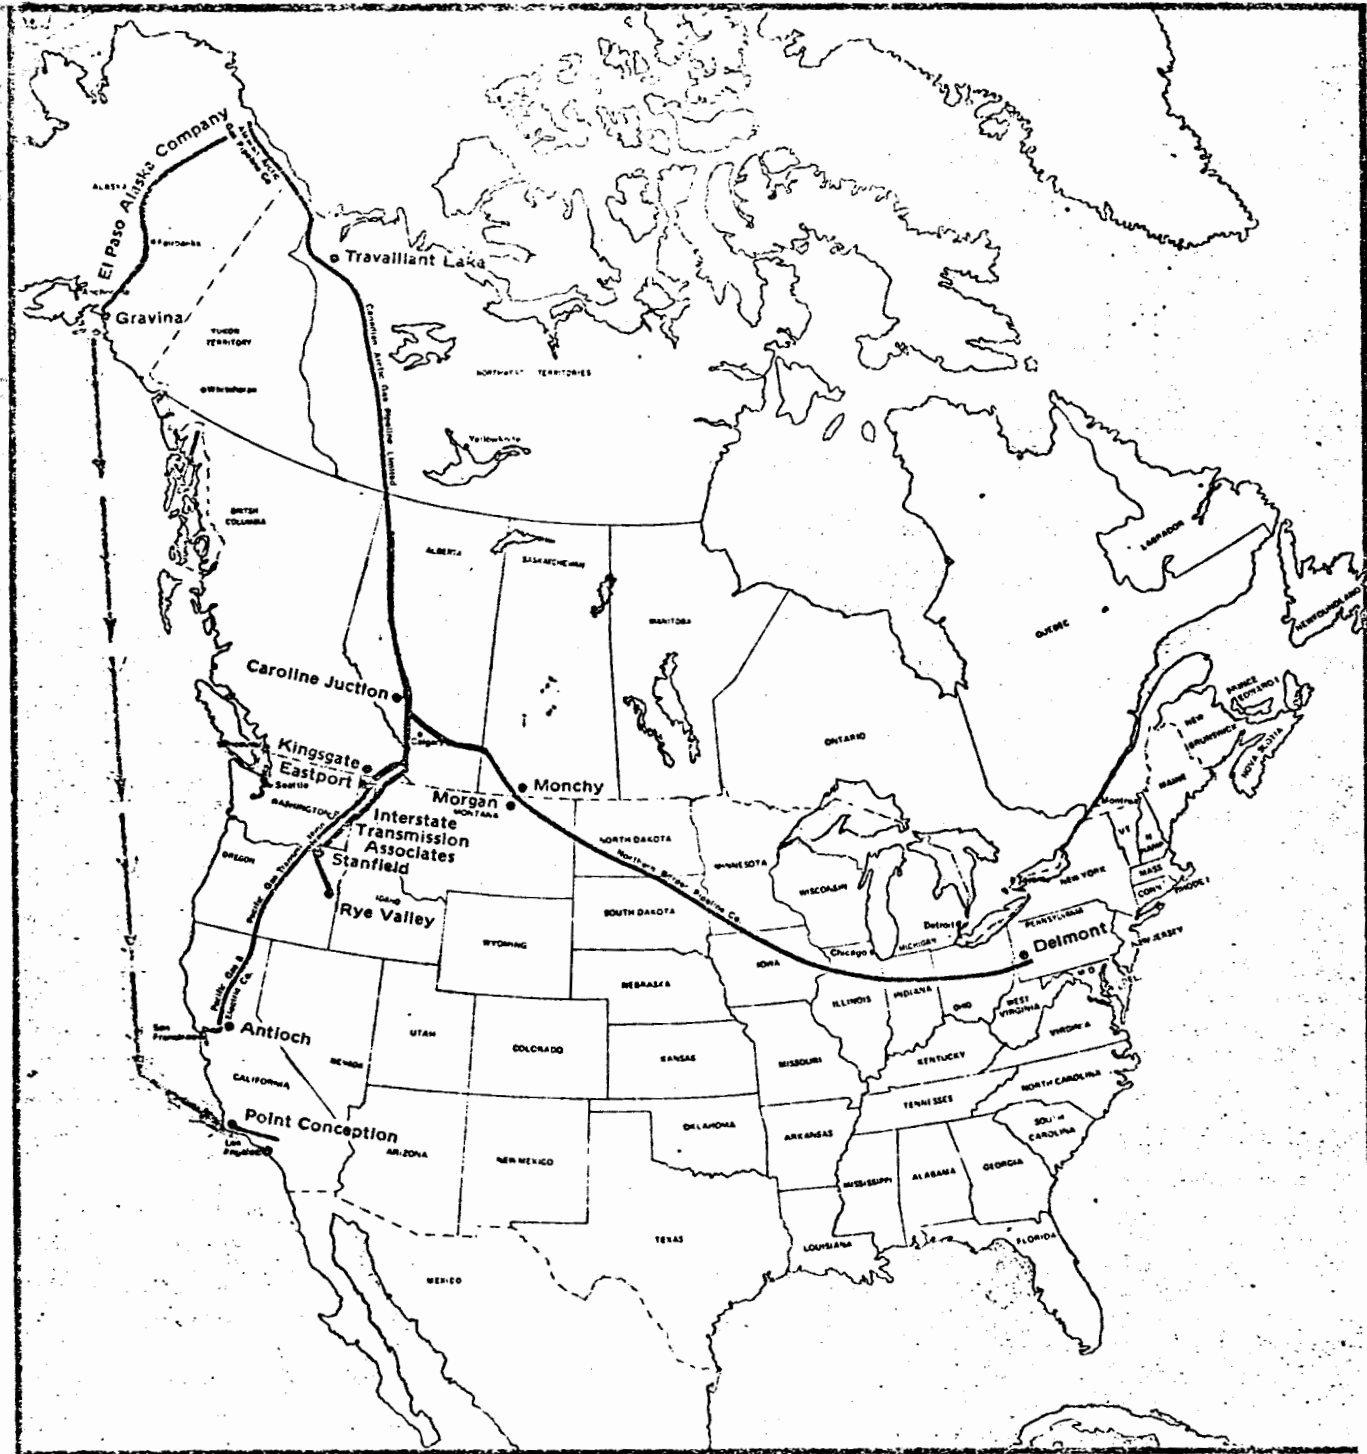 El Paso Alaska Company
Alaskan Arctic
Gas Pipeline Co.
ALASKA
Fairbanks
Travaillant Lake
Gravina
YUKON
TERRITORY
Whitehorse
Canadian Arctic Gas Pipeline Limited
NORTHWEST TERRITORIES
Yellowknife
BRITISH
COLUMBIA
ALBERTA
SASKATCHEWAN
MANITOBA
LABRADOR
NEWFOUNDLAND
QUEBEC
Caroline Juction
PRINCE
EDWARD I
NEW
BRUNSWICK
NOVA SCOTIA
ONTARIO
MAINE
Calgary
Kingsgate
Eastport
Seattle
WASHINGTON
Monchy
Morgan
MONTANA
Montreal
Interstate
Transmission
Associates
Stanfield
NORTH DAKOTA
MINNESOTA
VT
N
HAMP
OREGON
Pacific Gas Transmission
Northern Border Pipeline Co.
WISCONSIN
NEW YORK
MASS
CONN
RHODE I
IDAHO
Rye Valley
SOUTH DAKOTA
Detroit
MICHIGAN
PENNSYLVANIA
Delmont
NEW JERSEY
WYOMING
IOWA
Chicago
Pacific Gas &
Electric Co.
NEBRASKA
ILLINOIS
INDIANA
OHIO
WEST
VIRGINIA
M D
VIRGINIA
San
Francisco
Antioch
NEVADA
UTAH
COLORADO
KANSAS
MISSOURI
KENTUCKY
CALIFORNIA
TENNESSEE
NORTH CAROLINA
Point Conception
Los
Angeles
ARIZONA
NEW MEXICO
OKLAHOMA
ARKANSAS
SOUTH
CAROLINA
MISSISSIPPI
ALABAMA
GEORGIA
TEXAS
LOUISIANA
FLORIDA
MEXICO